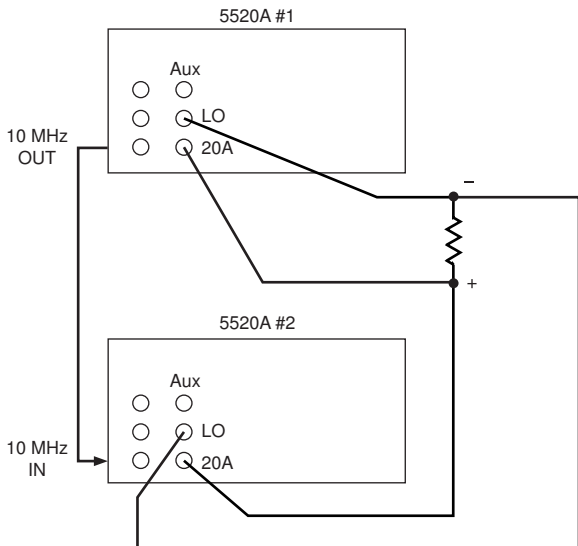 5520A #1
Aux
LO
20A
10 MHz
OUT
–
+
5520A #2
Aux
LO
20A
10 MHz
IN